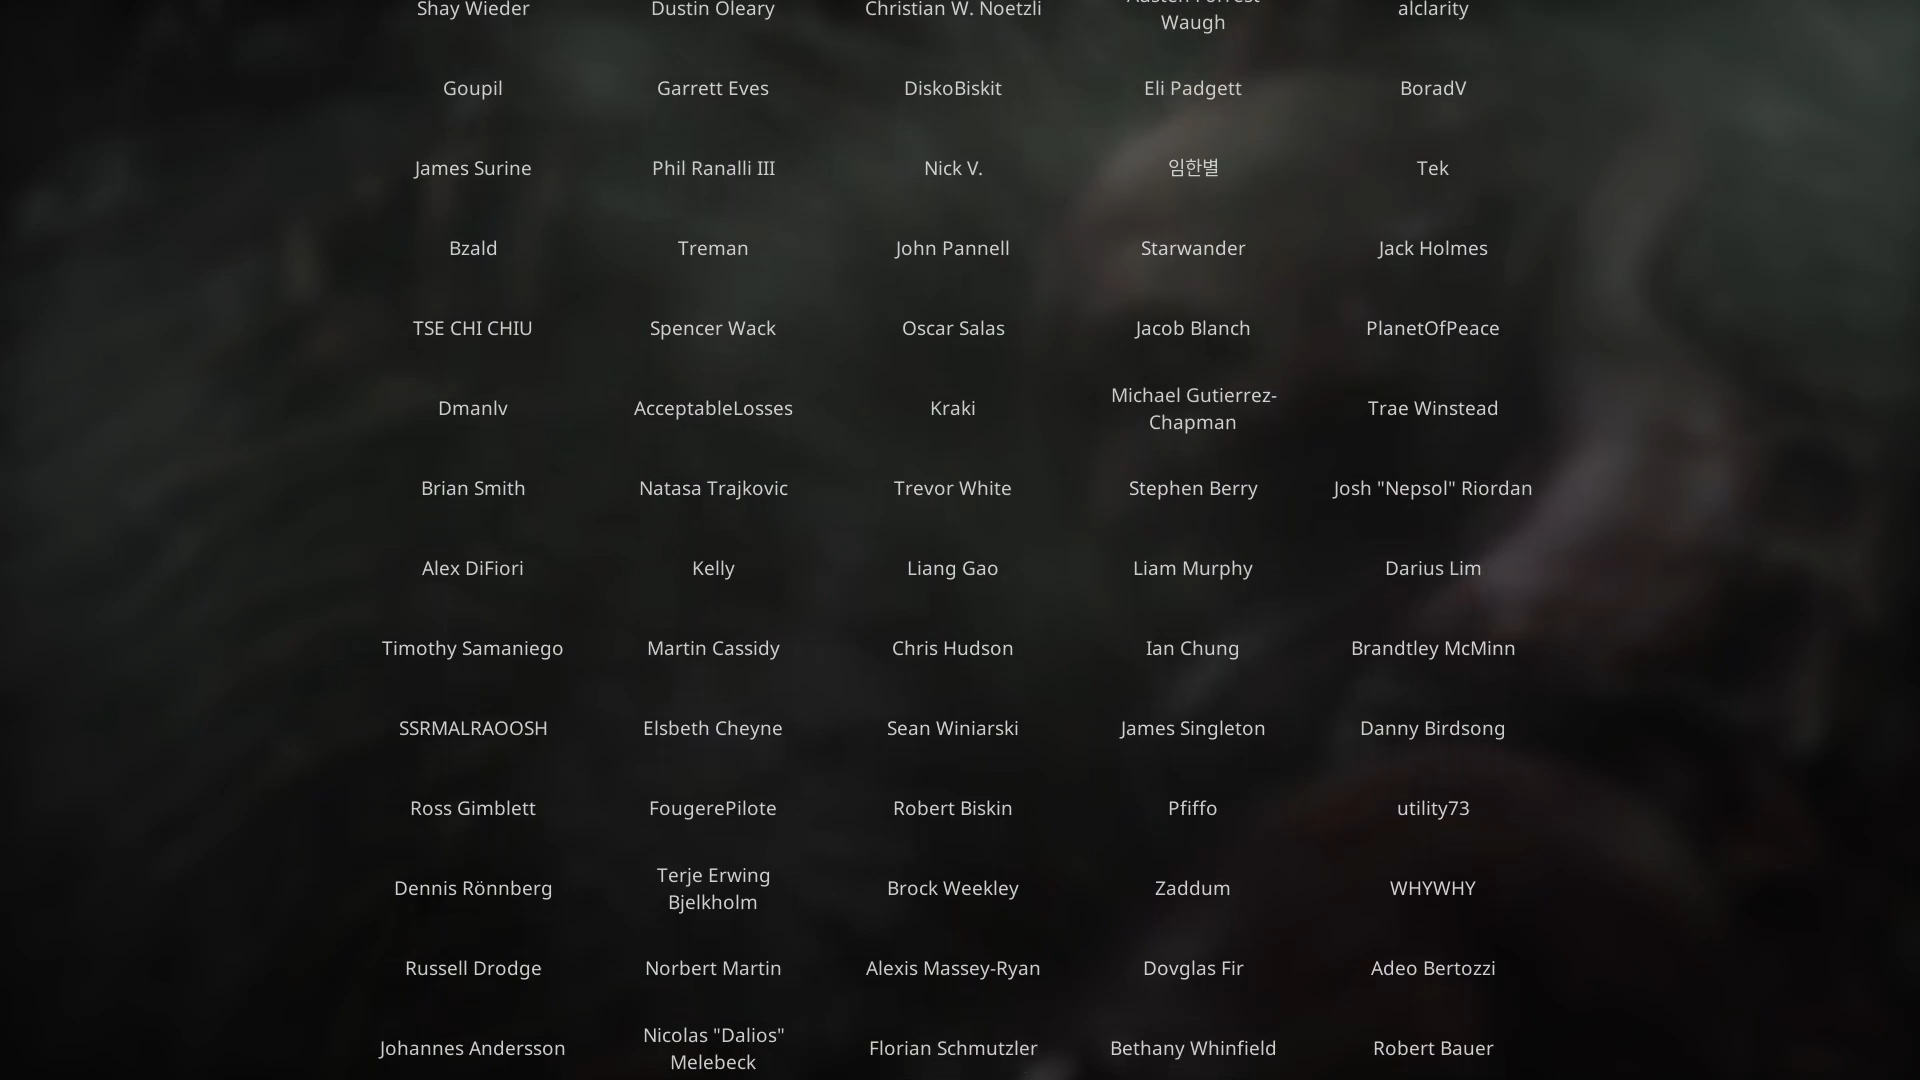 Shay Wieder
Dustin Oleary
Christian W. Noetzli
Waugh
alclarity
Goupil
Garrett Eves
DiskoBiskit
Eli Padgett
BoradV
James Surine
Phil Ranalli III
Nick V.
임한별
Tek
Bzald
Treman
John Pannell
Starwander
Jack Holmes
TSE CHI CHIU
Spencer Wack
Oscar Salas
Jacob Blanch
PlanetOfPeace
Dmanlv
AcceptableLosses
Kraki
Michael Gutierrez-
Chapman
Trae Winstead
Brian Smith
Natasa Trajkovic
Trevor White
Stephen Berry
Josh "Nepsol" Riordan
Alex DiFiori
Kelly
Liang Gao
Liam Murphy
Darius Lim
Timothy Samaniego
Martin Cassidy
Chris Hudson
Ian Chung
Brandtley McMinn
SSRMALRAOOSH
Elsbeth Cheyne
Sean Winiarski
James Singleton
Danny Birdsong
Ross Gimblett
FougerePilote
Robert Biskin
Pfiffo
utility73
Dennis Rönnberg
Terje Erwing
Bjelkholm
Brock Weekley
Zaddum
WHYWHY
Russell Drodge
Norbert Martin
Alexis Massey-Ryan
Dovglas Fir
Adeo Bertozzi
Johannes Andersson
Nicolas "Dalios"
Melebeck
Florian Schmutzler
Bethany Whinfield
Robert Bauer